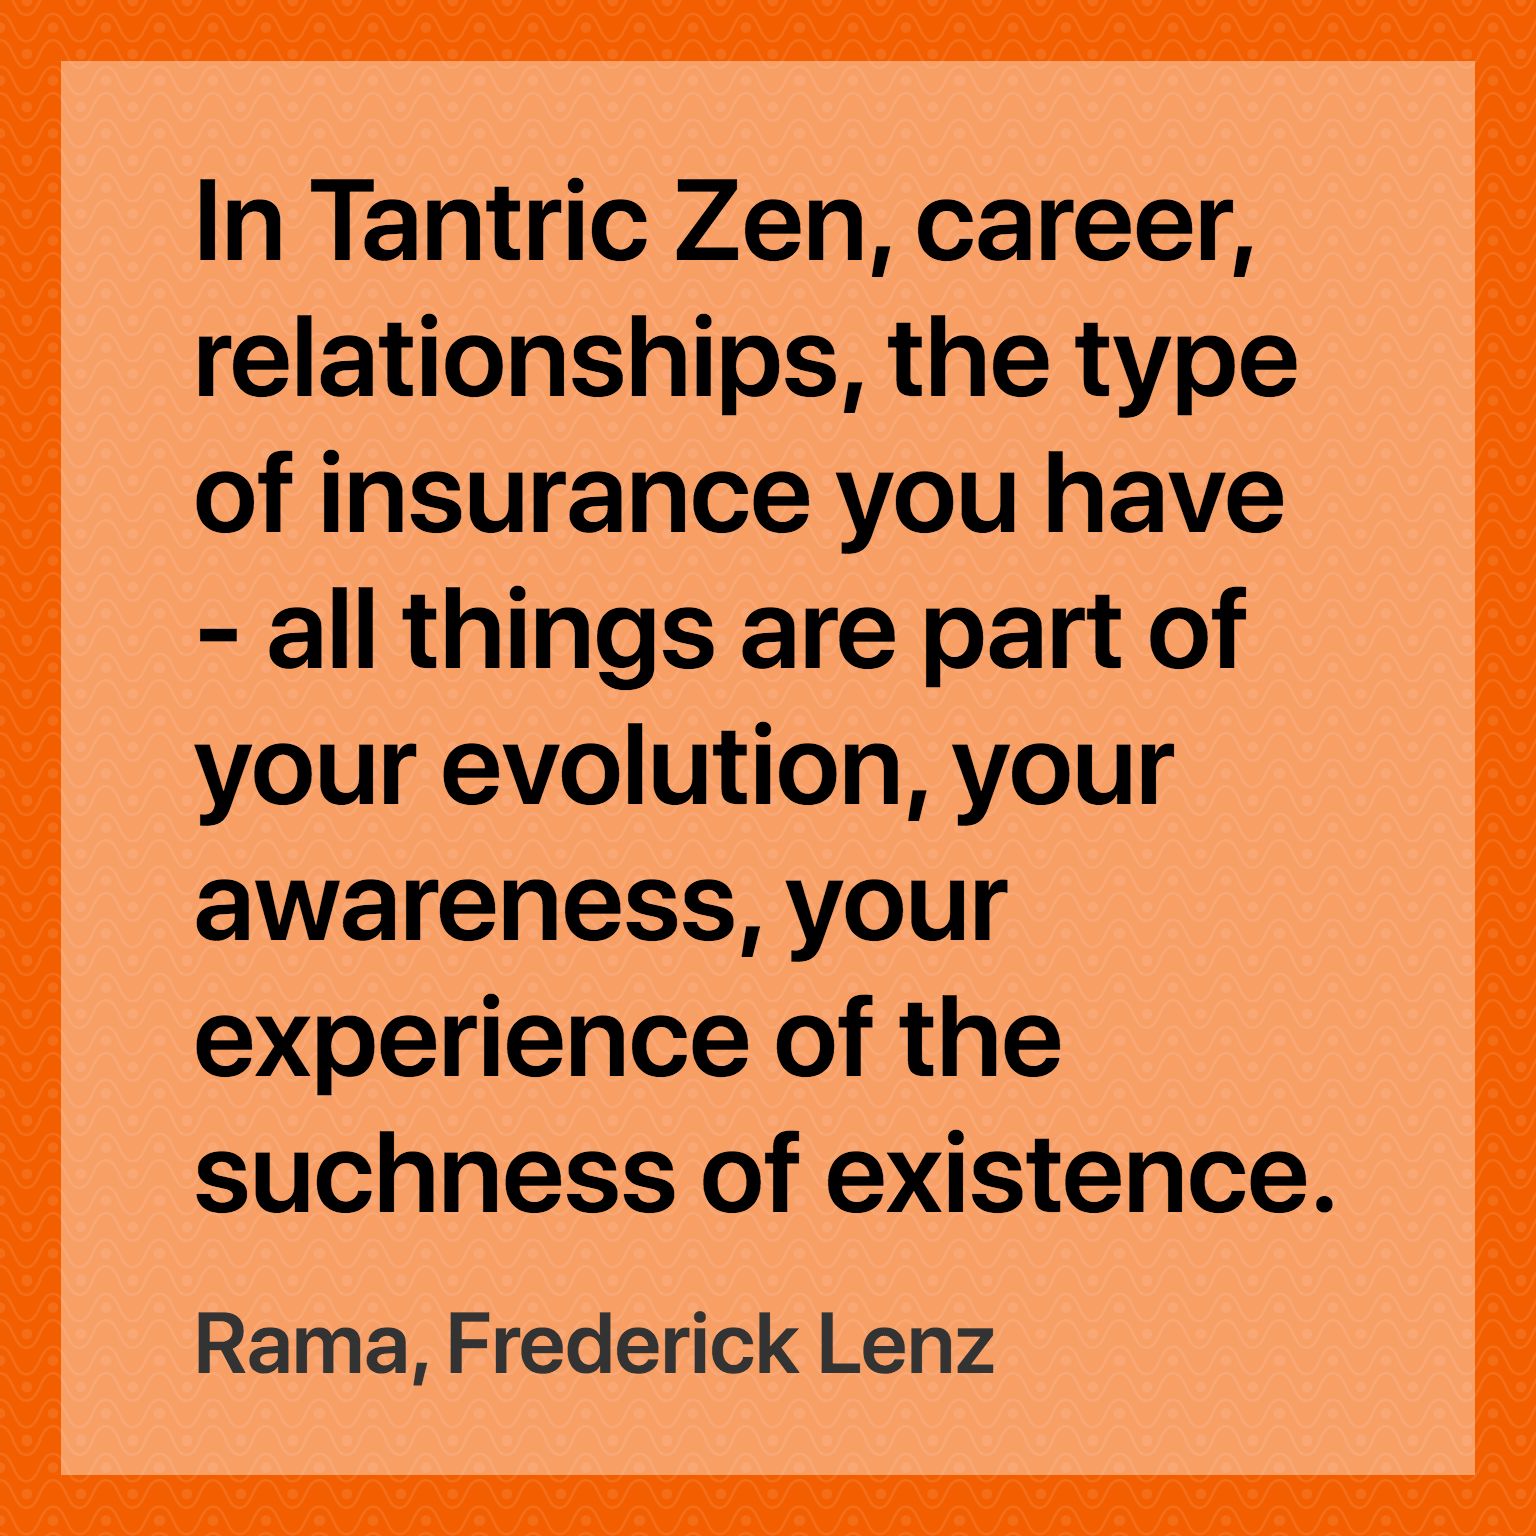 In Tantric Zen, career,
relationships, the type
of insurance you have
- all things are part of
your evolution, your
awareness, your
experience of the
suchness of existence.
Rama, Frederick Lenz